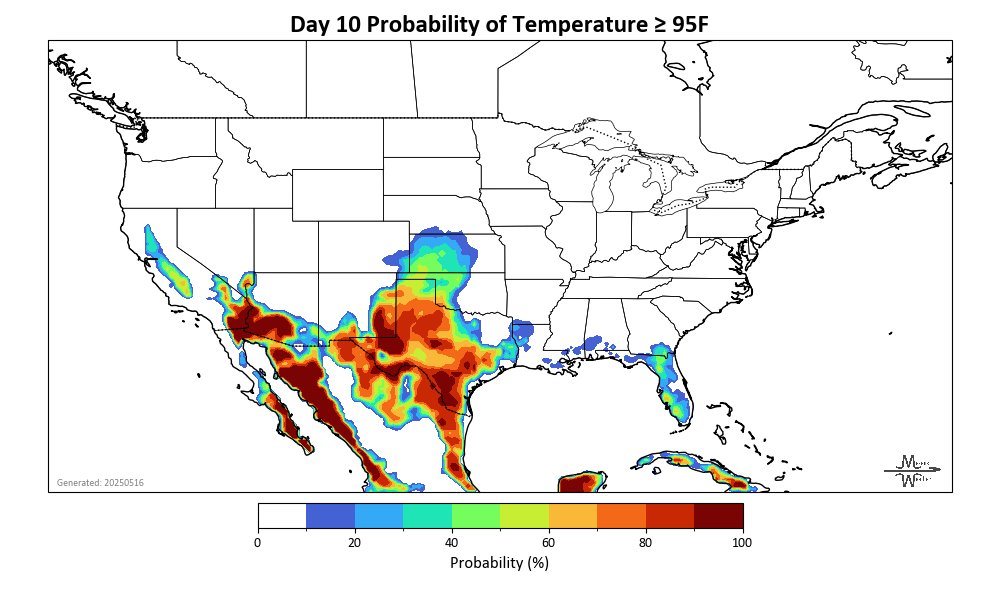 Day 10 Probability of Temperature ≥ 95F
Generated: 20250516
0 20 40 60 80 100
Probability (%)